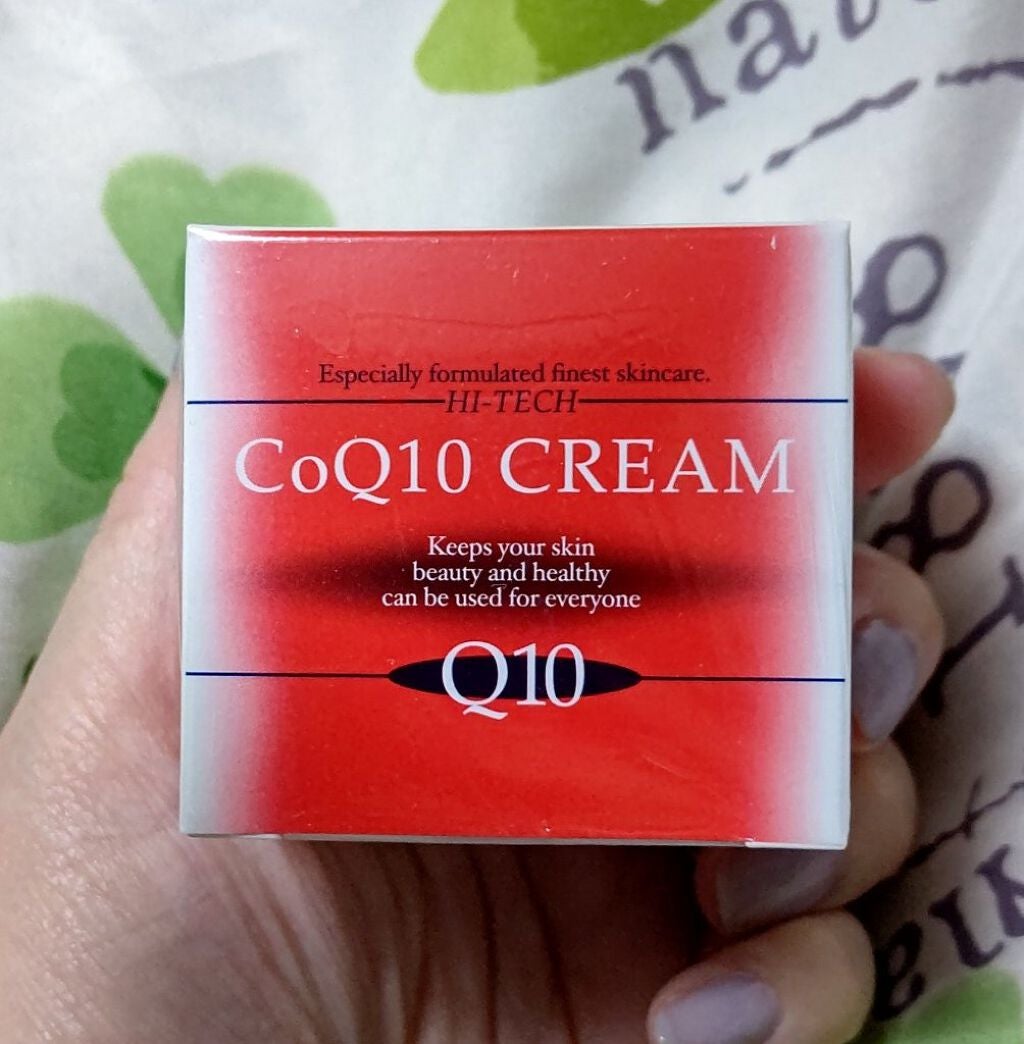 Especially formulated finest skincare.
HI-TECH
CoQ10 CREAM
Keeps your skin
beauty and healthy
can be used for everyone
Q10